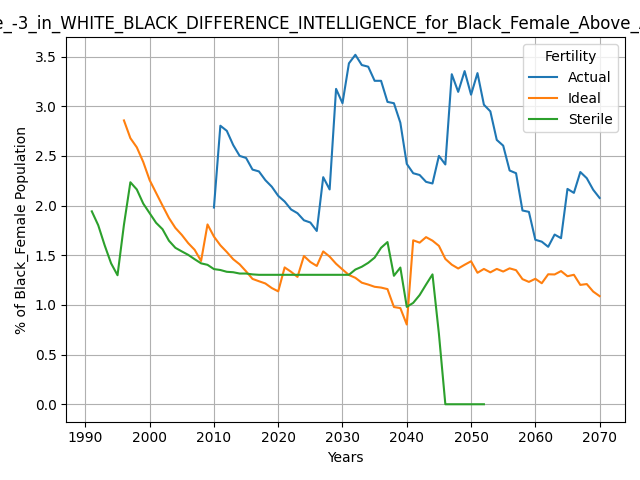 e_-3_in_WHITE_BLACK_DIFFERENCE_INTELLIGENCE_for_Black_Female_Above_
Fertility
Actual
Ideal
Sterile
% of Black_Female Population
3.5
3.0
2.5
2.0
1.5
1.0
0.5
0.0
1990 2000 2010 2020 2030 2040 2050 2060 2070
Years